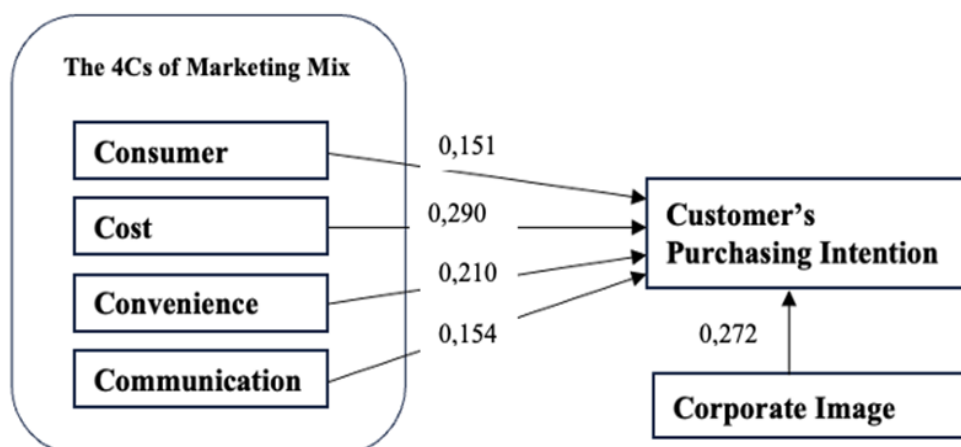 The 4Cs of Marketing Mix
Consumer
Cost
Convenience
Communication
0,151
0,290
0,210
0,154
Customer's
Purchasing Intention
0,272
Corporate Image